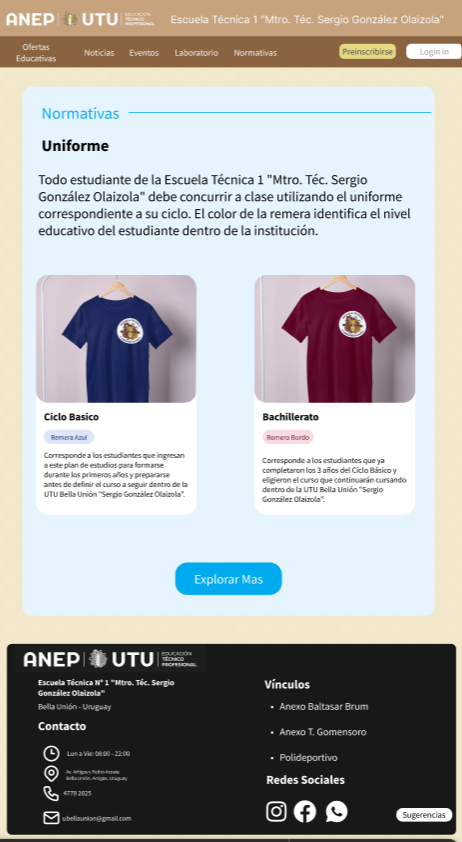 ANEP UTU EDUCACIÓN TÉCNICO PROFESIONAL
Escuela Técnica 1 "Mtro. Téc. Sergio González Olaizola"
Ofertas
Educativas
Noticias
Eventos
Laboratorio
Normativas
Preinscribirse
Login in
Normativas
Uniforme
Todo estudiante de la Escuela Técnica 1 "Mtro. Téc. Sergio
González Olaizola" debe concurrir a clase utilizando el uniforme
correspondiente a su ciclo. El color de la remera identifica el nivel
educativo del estudiante dentro de la institución.
Ciclo Basico
Remera Azul
Corresponde a los estudiantes que ingresan
a este plan de estudios para formarse
durante los primeros años y prepararse
antes de definir el curso a seguir dentro de la
UTU Bella Unión "Sergio González Olaizola".
Bachillerato
Remera Bordo
Corresponde a los estudiantes que ya
completaron los 3 años del Ciclo Básico y
eligieron el curso que continuarán cursando
dentro de la UTU Bella Unión "Sergio
González Olaizola".
Explorar Mas
ANEP UTU EDUCACIÓN TÉCNICO PROFESIONAL
Escuela Técnica N° 1 "Mtro. Téc. Sergio
González Olaizola"
Bella Unión - Uruguay
Contacto
Lun a Vie: 08:00 - 22:00
Av. Artigas y Pedro Acosta
Bella Unión, Artigas, Uruguay
4779 2025
ubellaunion@gmail.com
Vínculos
• Anexo Baltasar Brum
• Anexo T. Gomensoro
• Polideportivo
Redes Sociales
Sugerencias